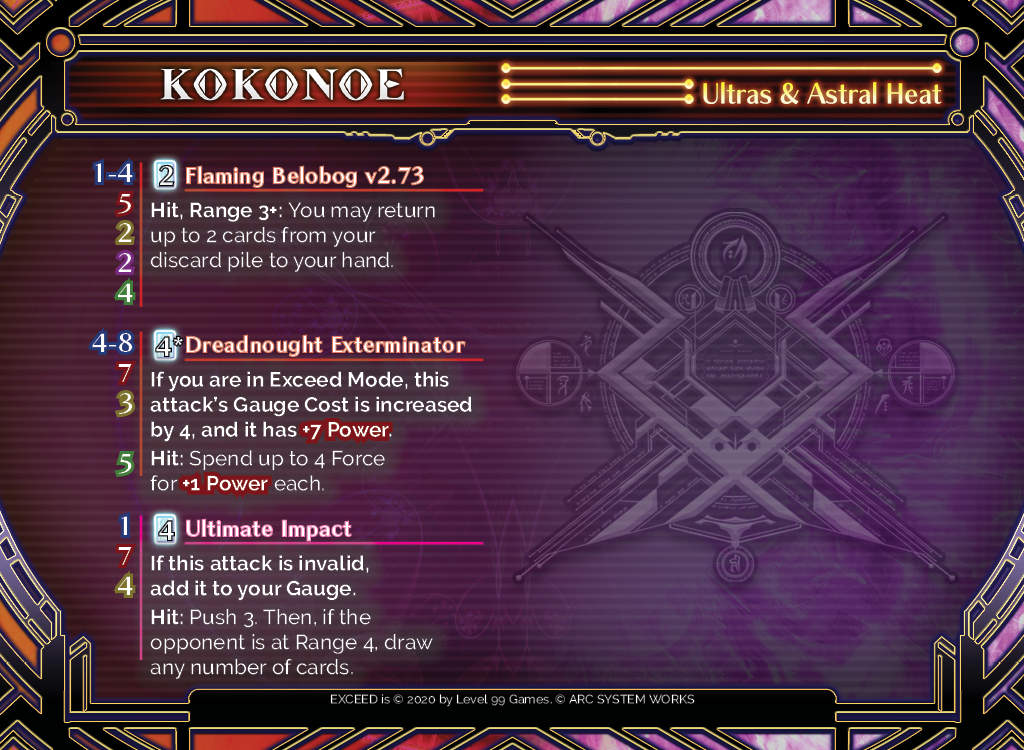 KOKONOE
Ultras & Astral Heat
1-4 2 Flaming Belobog v2.73
5 Hit, Range 3+: You may return
2 up to 2 cards from your
2 discard pile to your hand.
4
4-8 4* Dreadnought Exterminator
7 If you are in Exceed Mode, this
3 attack's Gauge Cost is increased
by 4, and it has +7 Power.
5 Hit: Spend up to 4 Force
for +1 Power each.
1 4 Ultimate Impact
7 If this attack is invalid,
4 add it to your Gauge.
Hit: Push 3. Then, if the
opponent is at Range 4, draw
any number of cards.
EXCEED is © 2020 by Level 99 Games. © ARC SYSTEM WORKS